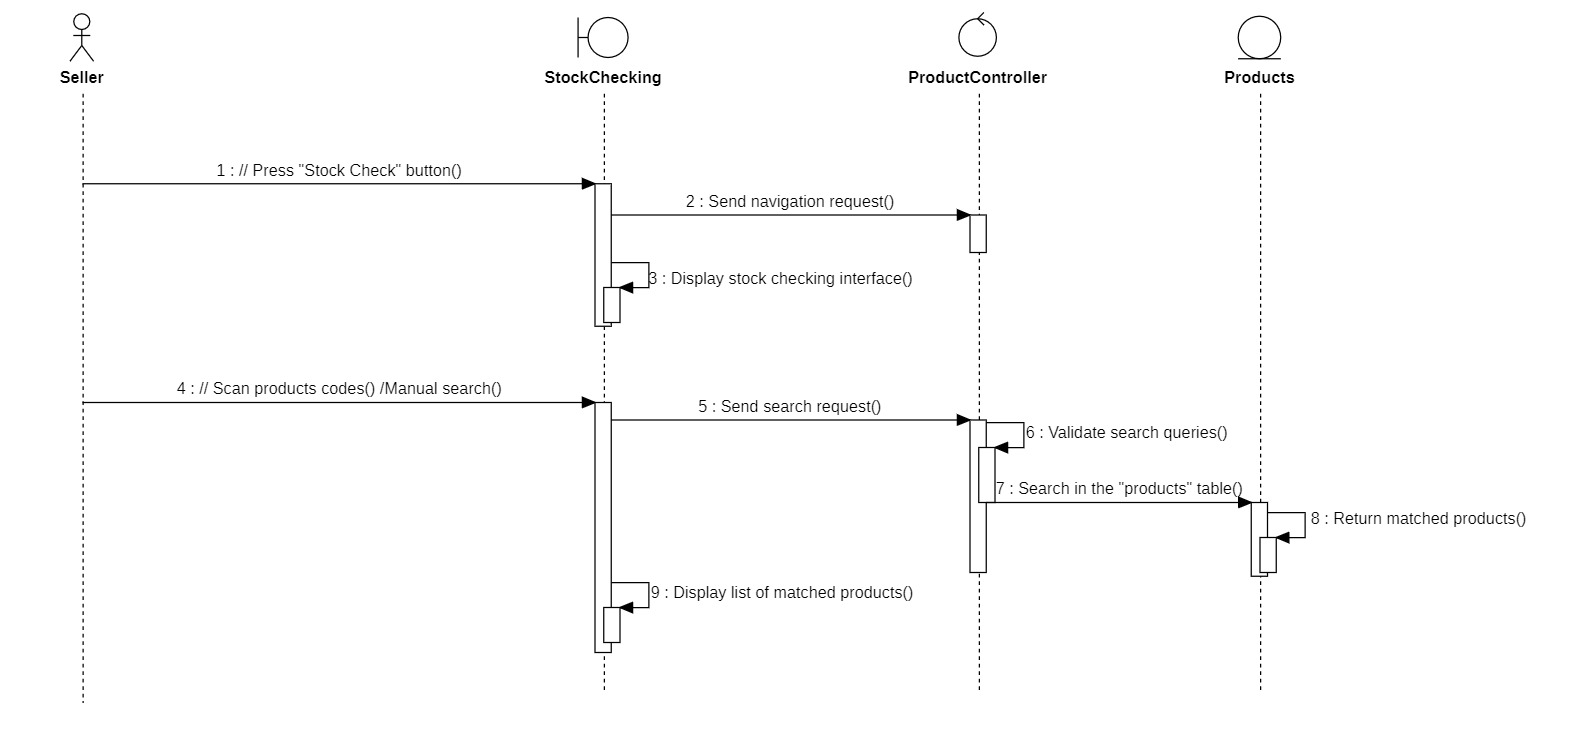 Seller
StockChecking
ProductController
Products
1 : // Press "Stock Check" button()
2 : Send navigation request()
3 : Display stock checking interface()
4 : // Scan products codes() /Manual search()
5 : Send search request()
6 : Validate search queries()
7 : Search in the "products" table()
8 : Return matched products()
9 : Display list of matched products()